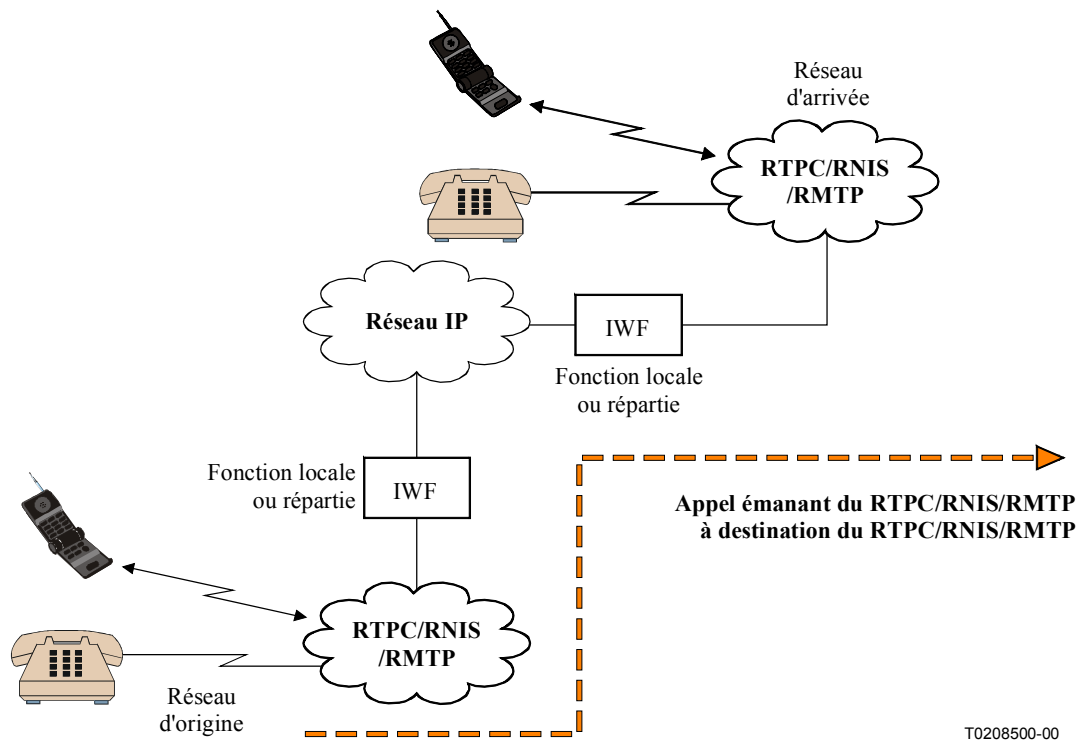 Réseau
d'arrivée
RTPC/RNIS
/RMTP
Réseau IP
IWF
Fonction locale
ou répartie
Fonction locale
ou répartie
IWF
Appel émanant du RTPC/RNIS/RMTP
à destination du RTPC/RNIS/RMTP
RTPC/RNIS
/RMTP
Réseau
d'origine
T0208500-00